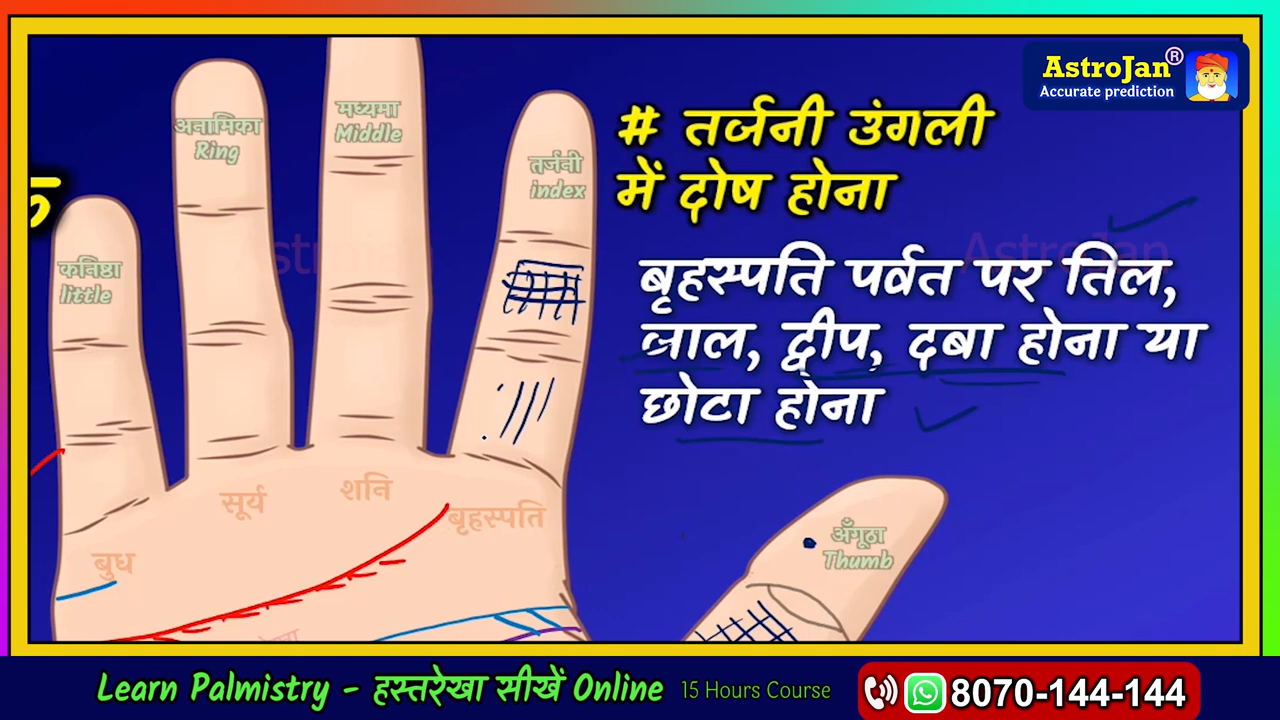 AstroJan®
Accurate prediction
# तर्जनी उंगली
में दोष होना
बृहस्पति पर्वत पर तिल,
जाल, द्वीप, दबा होना या
छोटा होना
AstroJan
मध्यमा
Middle
अनामिका
Ring
तर्जनी
index
कनिष्ठा
little
सूर्य
शनि
बृहस्पति
बुध
अँगूठा
Thumb
Learn Palmistry - हस्तरेखा सीखें Online 15 Hours Course
8070-144-144